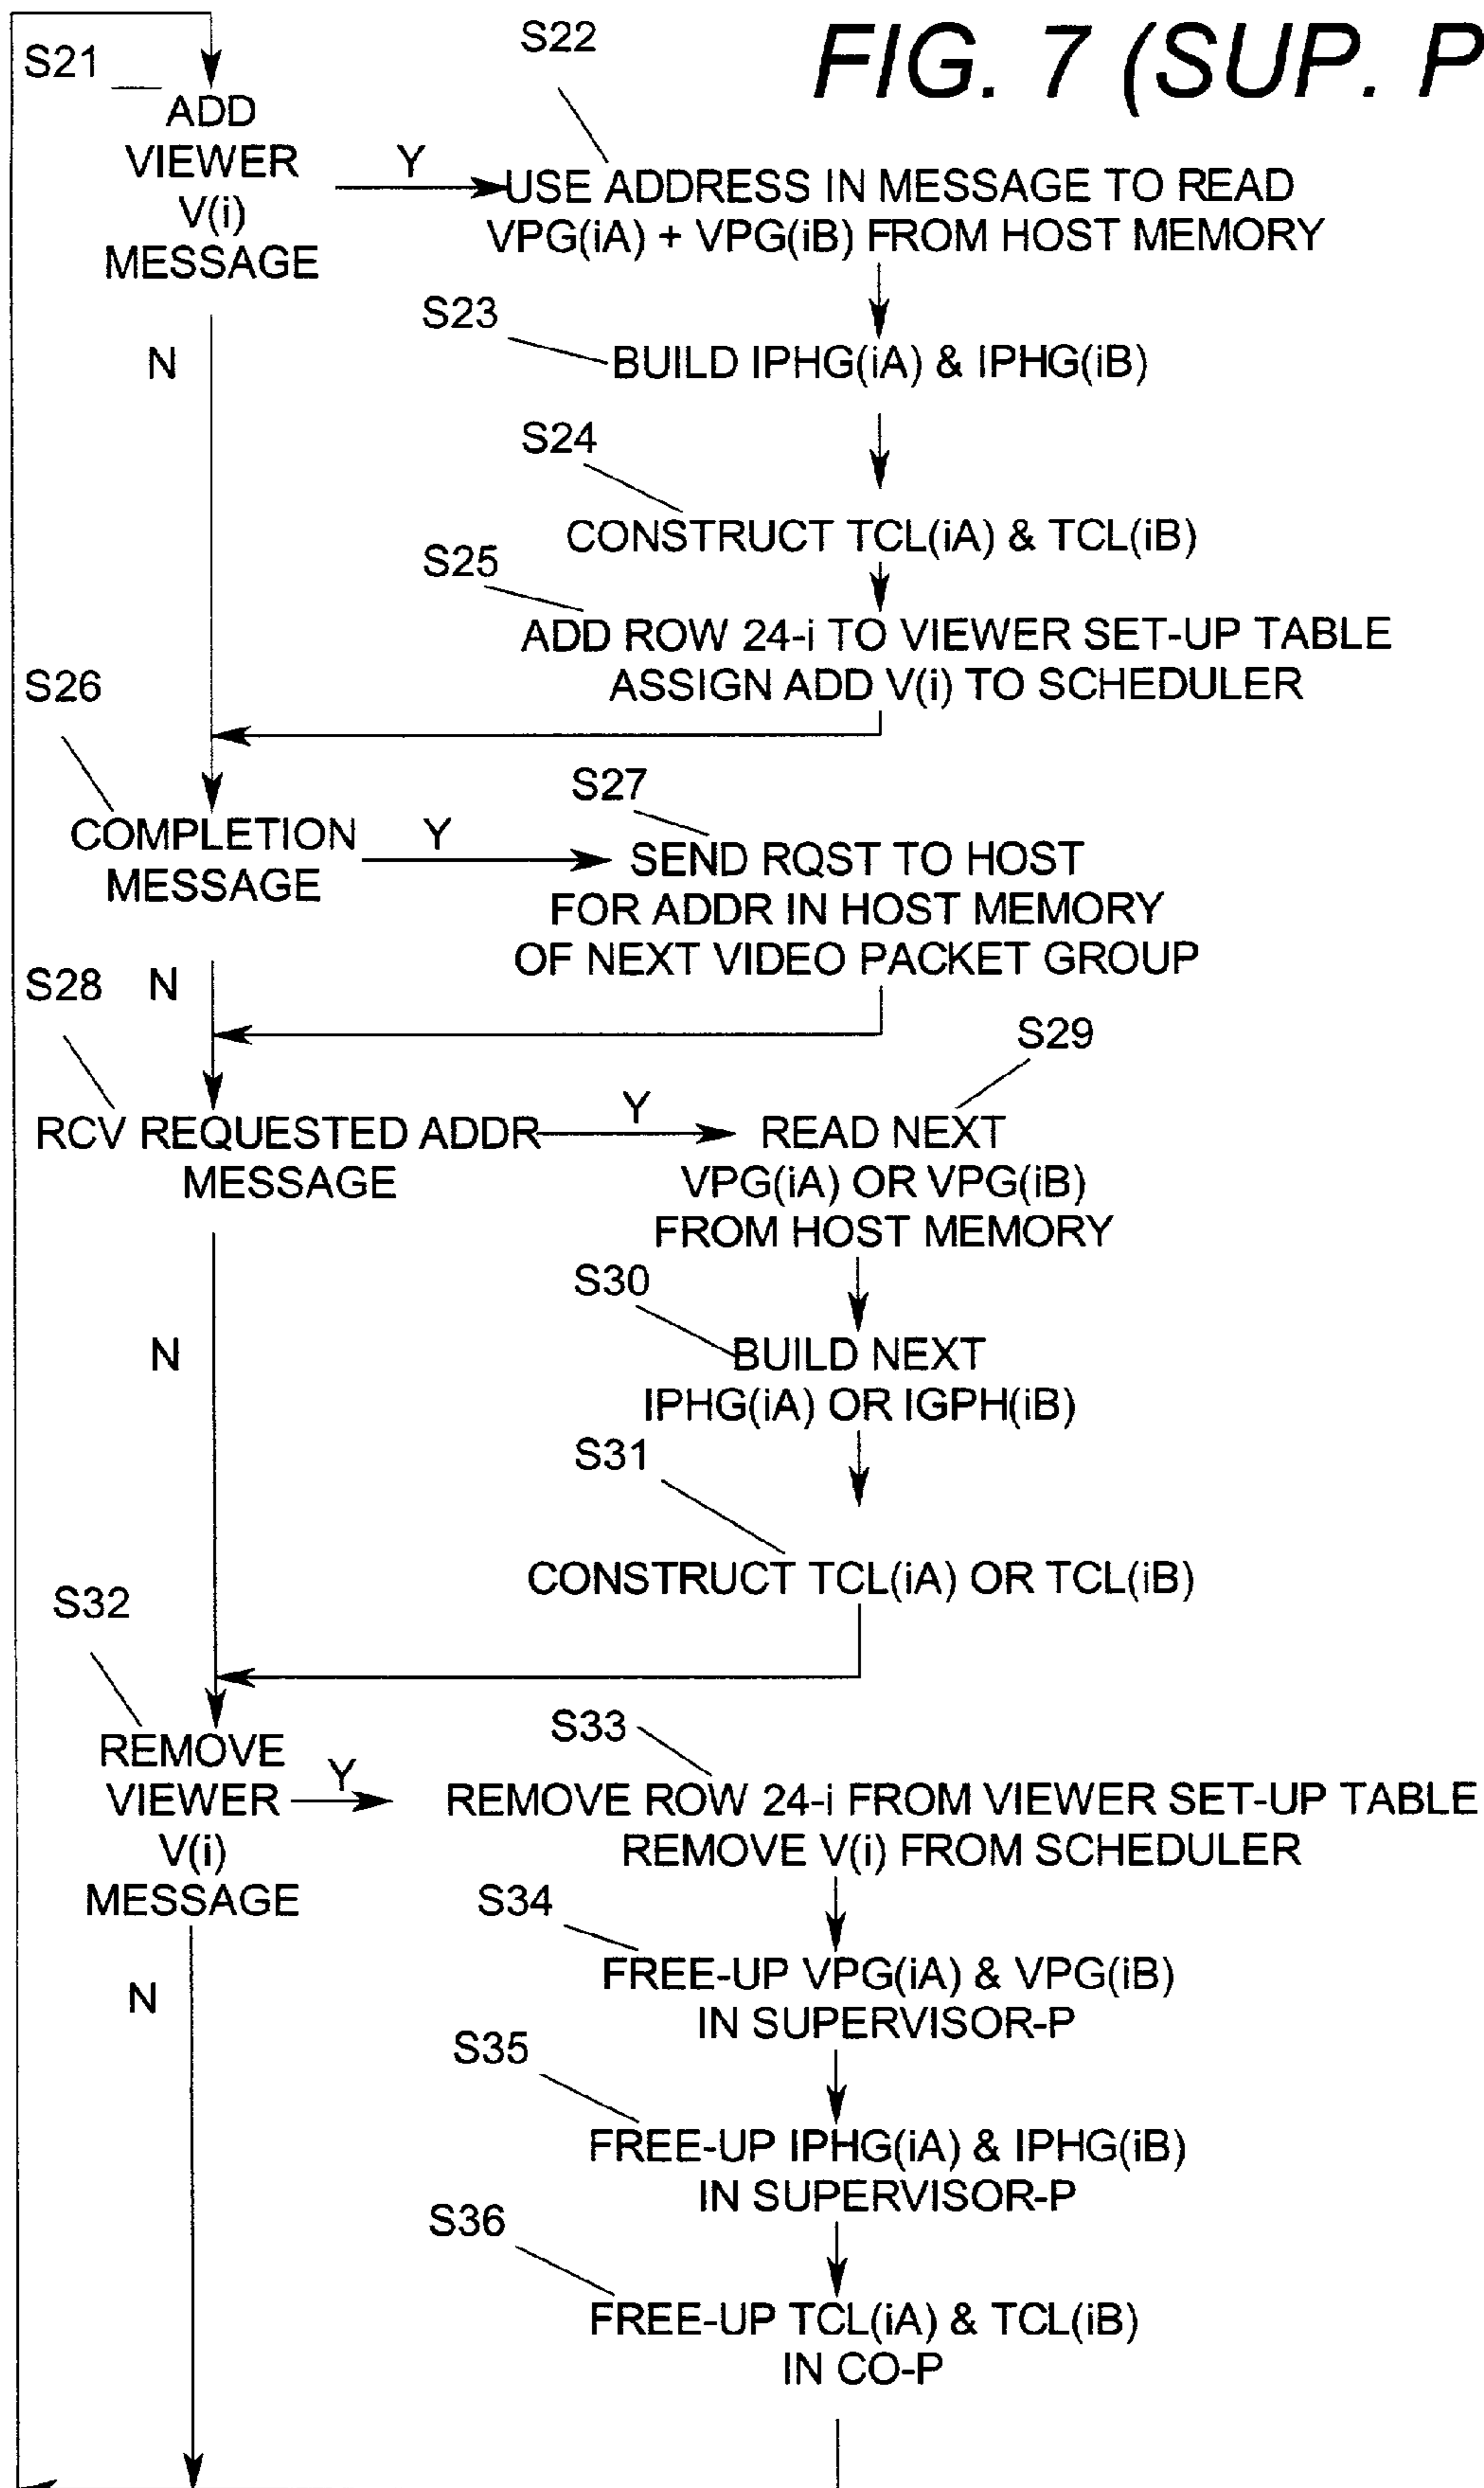 FIG. 7 (SUP. P
S21
ADD
VIEWER
V(i)
MESSAGE
Y
N
S22
USE ADDRESS IN MESSAGE TO READ
VPG(iA) + VPG(iB) FROM HOST MEMORY
S23
BUILD IPHG(iA) & IPHG(iB)
S24
CONSTRUCT TCL(iA) & TCL(iB)
S25
ADD ROW 24-i TO VIEWER SET-UP TABLE
ASSIGN ADD V(i) TO SCHEDULER
S26
COMPLETION
MESSAGE
Y
N
S27
SEND RQST TO HOST
FOR ADDR IN HOST MEMORY
OF NEXT VIDEO PACKET GROUP
S28
RCV REQUESTED ADDR
MESSAGE
Y
N
S29
READ NEXT
VPG(iA) OR VPG(iB)
FROM HOST MEMORY
S30
BUILD NEXT
IPHG(iA) OR IGPH(iB)
S31
CONSTRUCT TCL(iA) OR TCL(iB)
S32
REMOVE
VIEWER
V(i)
MESSAGE
Y
N
S33
REMOVE ROW 24-i FROM VIEWER SET-UP TABLE
REMOVE V(i) FROM SCHEDULER
S34
FREE-UP VPG(iA) & VPG(iB)
IN SUPERVISOR-P
S35
FREE-UP IPHG(iA) & IPHG(iB)
IN SUPERVISOR-P
S36
FREE-UP TCL(iA) & TCL(iB)
IN CO-P